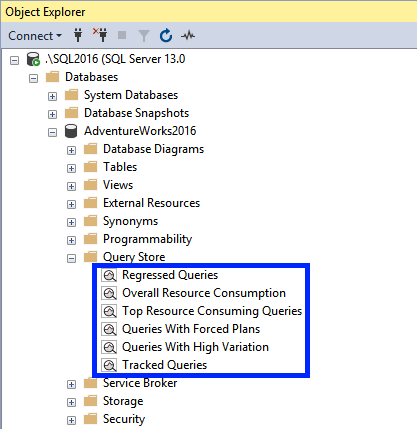 Object Explorer
Connect
.\SQL2016 (SQL Server 13.0
Databases
System Databases
Database Snapshots
AdventureWorks2016
Database Diagrams
Tables
Views
External Resources
Synonyms
Programmability
Query Store
Regressed Queries
Overall Resource Consumption
Top Resource Consuming Queries
Queries With Forced Plans
Queries With High Variation
Tracked Queries
Service Broker
Storage
Security